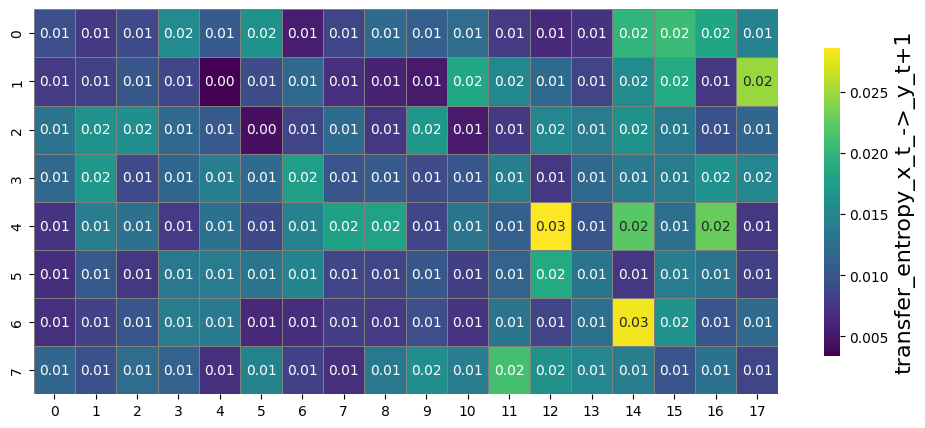 0 0.01 0.01 0.01 0.02 0.01 0.02 0.01 0.01 0.01 0.01 0.01 0.01 0.01 0.01 0.02 0.02 0.02 0.01
1 0.01 0.01 0.01 0.01 0.00 0.01 0.01 0.01 0.01 0.01 0.02 0.02 0.01 0.01 0.02 0.02 0.01 0.02
2 0.01 0.02 0.02 0.01 0.01 0.00 0.01 0.01 0.01 0.02 0.01 0.01 0.02 0.01 0.02 0.01 0.01 0.01
3 0.01 0.02 0.01 0.01 0.01 0.01 0.02 0.01 0.01 0.01 0.01 0.01 0.01 0.01 0.01 0.01 0.02 0.02
4 0.01 0.01 0.01 0.01 0.01 0.01 0.01 0.02 0.02 0.01 0.01 0.01 0.03 0.01 0.02 0.01 0.02 0.01
5 0.01 0.01 0.01 0.01 0.01 0.01 0.01 0.01 0.01 0.01 0.01 0.01 0.02 0.01 0.01 0.01 0.01 0.01
6 0.01 0.01 0.01 0.01 0.01 0.01 0.01 0.01 0.01 0.01 0.01 0.01 0.01 0.01 0.03 0.02 0.01 0.01
7 0.01 0.01 0.01 0.01 0.01 0.01 0.01 0.01 0.01 0.02 0.01 0.02 0.02 0.01 0.01 0.01 0.01 0.01
0 1 2 3 4 5 6 7 8 9 10 11 12 13 14 15 16 17
0.025
0.020
0.015
0.010
0.005
transfer_entropy_x_t_->_y_t+1